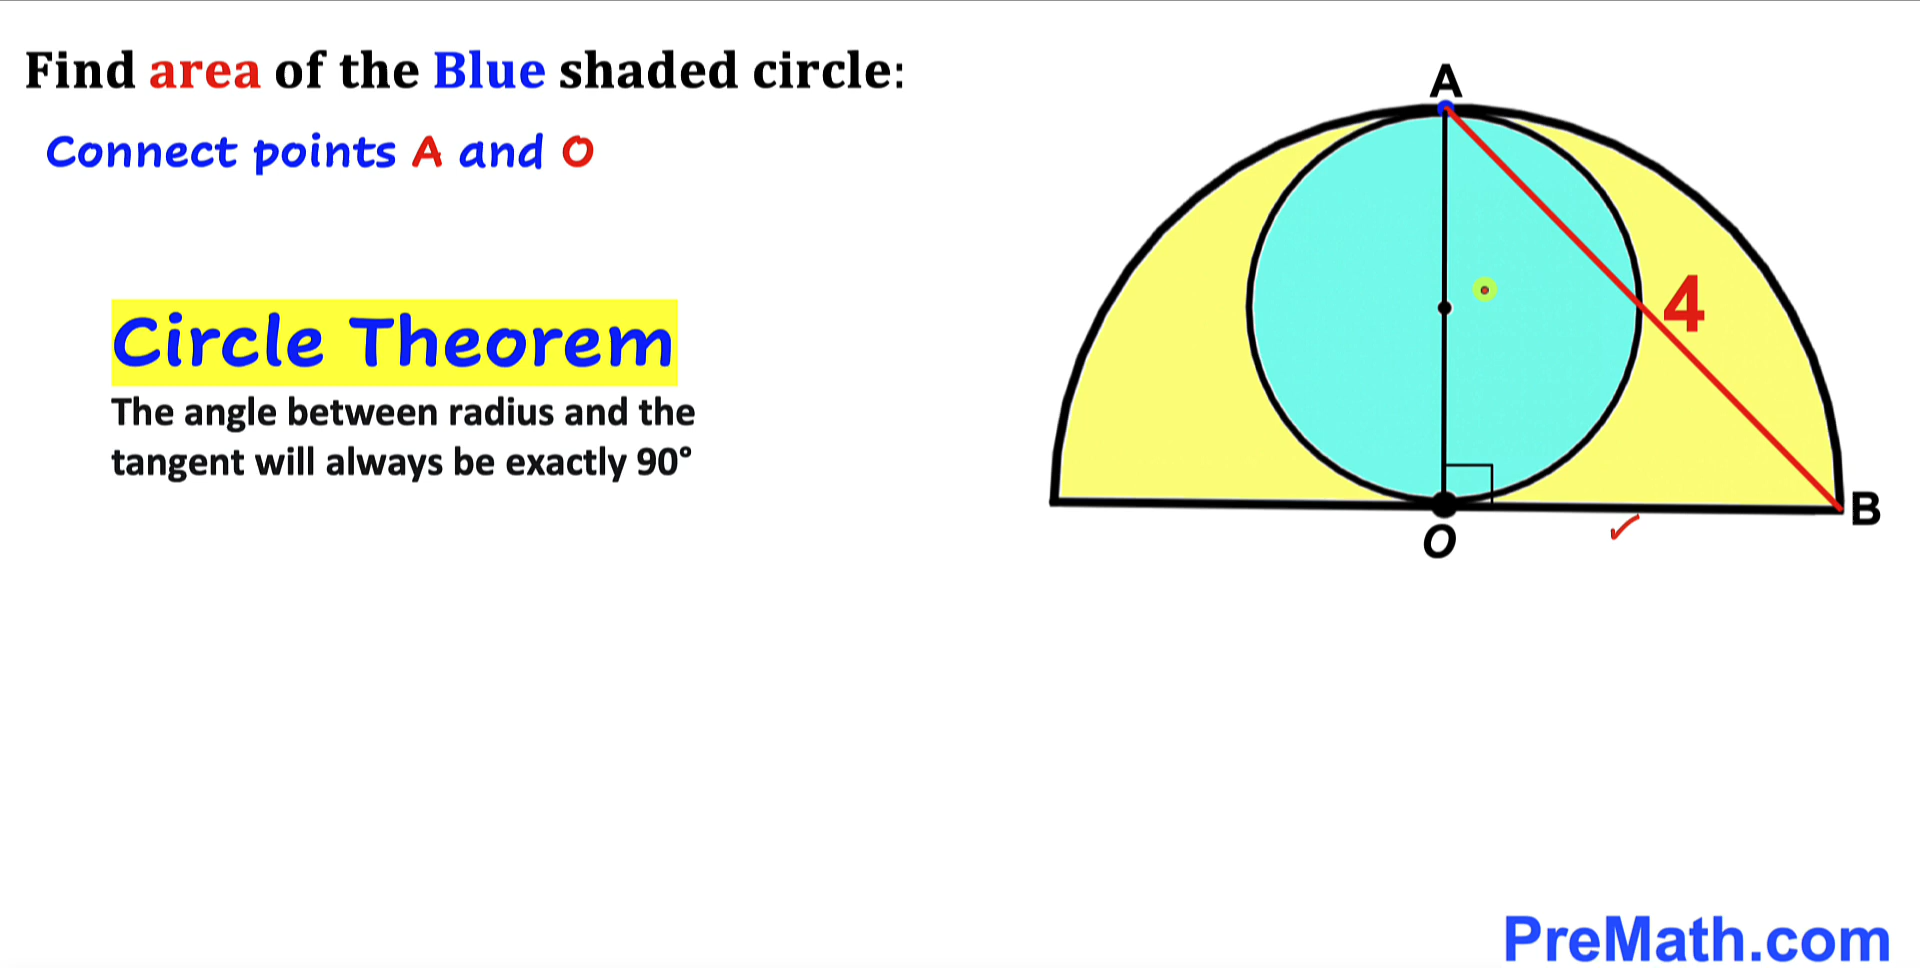 Find area of the Blue shaded circle:
Connect points A and O
Circle Theorem
The angle between radius and the
tangent will always be exactly 90°
A
4
B
O
PreMath.com